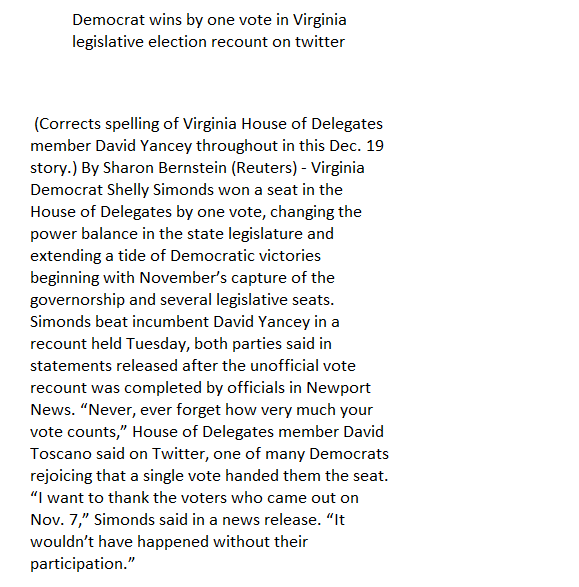 Democrat wins by one vote in Virginia
legislative election recount on twitter
(Corrects spelling of Virginia House of Delegates
member David Yancey throughout in this Dec. 19
story.) By Sharon Bernstein (Reuters) - Virginia
Democrat Shelly Simonds won a seat in the
House of Delegates by one vote, changing the
power balance in the state legislature and
extending a tide of Democratic victories
beginning with November’s capture of the
governorship and several legislative seats.
Simonds beat incumbent David Yancey in a
recount held Tuesday, both parties said in
statements released after the unofficial vote
recount was completed by officials in Newport
News. “Never, ever forget how very much your
vote counts,” House of Delegates member David
Toscano said on Twitter, one of many Democrats
rejoicing that a single vote handed them the seat.
“I want to thank the voters who came out on
Nov. 7,” Simonds said in a news release. “It
wouldn’t have happened without their
participation.”